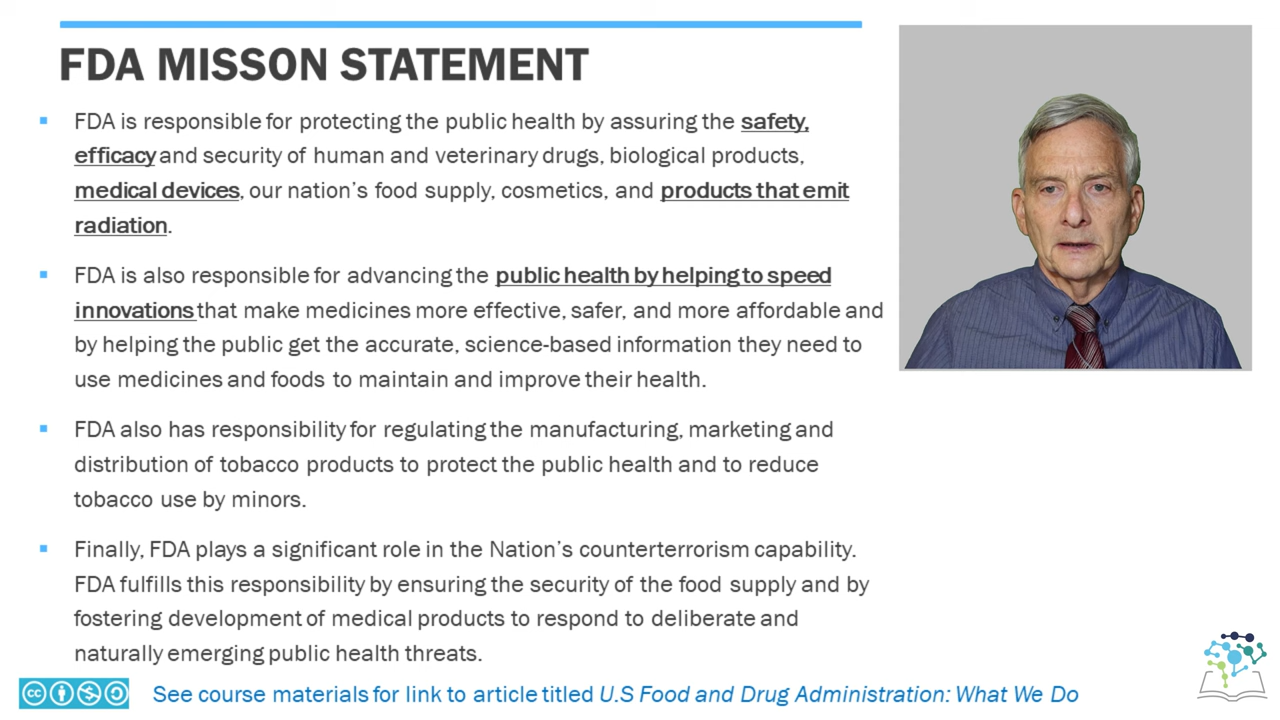 FDA MISSON STATEMENT
FDA is responsible for protecting the public health by assuring the safety,
efficacy and security of human and veterinary drugs, biological products,
medical devices, our nation's food supply, cosmetics, and products that emit
radiation.
FDA is also responsible for advancing the public health by helping to speed
innovations that make medicines more effective, safer, and more affordable and
by helping the public get the accurate, science-based information they need to
use medicines and foods to maintain and improve their health.
FDA also has responsibility for regulating the manufacturing, marketing and
distribution of tobacco products to protect the public health and to reduce
tobacco use by minors.
Finally, FDA plays a significant role in the Nation's counterterrorism capability.
FDA fulfills this responsibility by ensuring the security of the food supply and by
fostering development of medical products to respond to deliberate and
naturally emerging public health threats.
cc
See course materials for link to article titled U.S Food and Drug Administration: What We Do